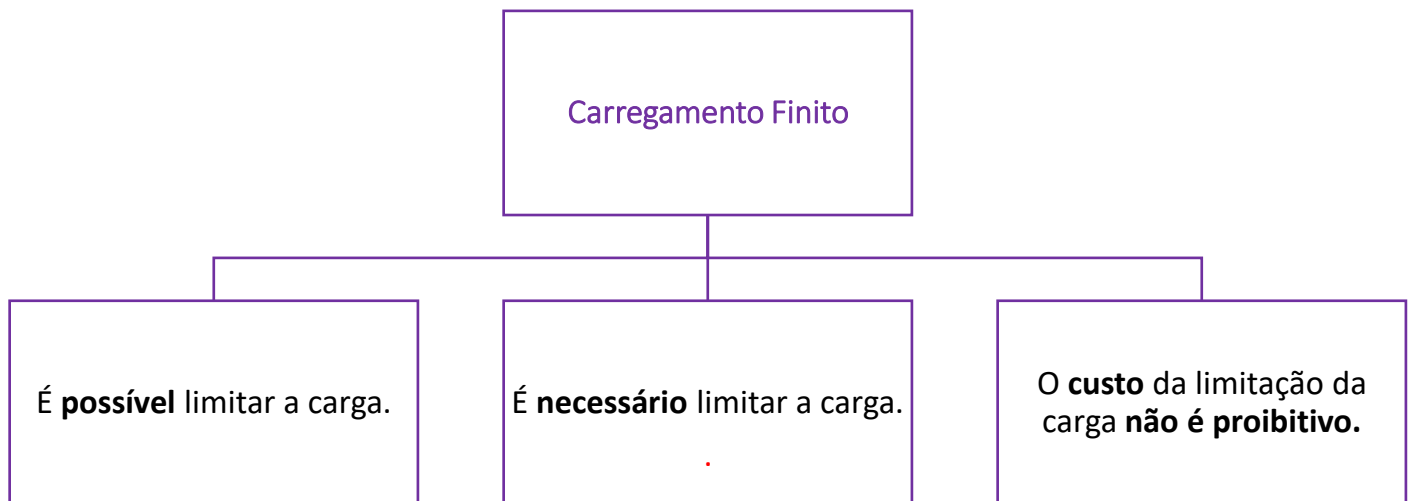 Carregamento Finito
É possível limitar a carga.
É necessário limitar a carga.
.
O custo da limitação da
carga não é proibitivo.